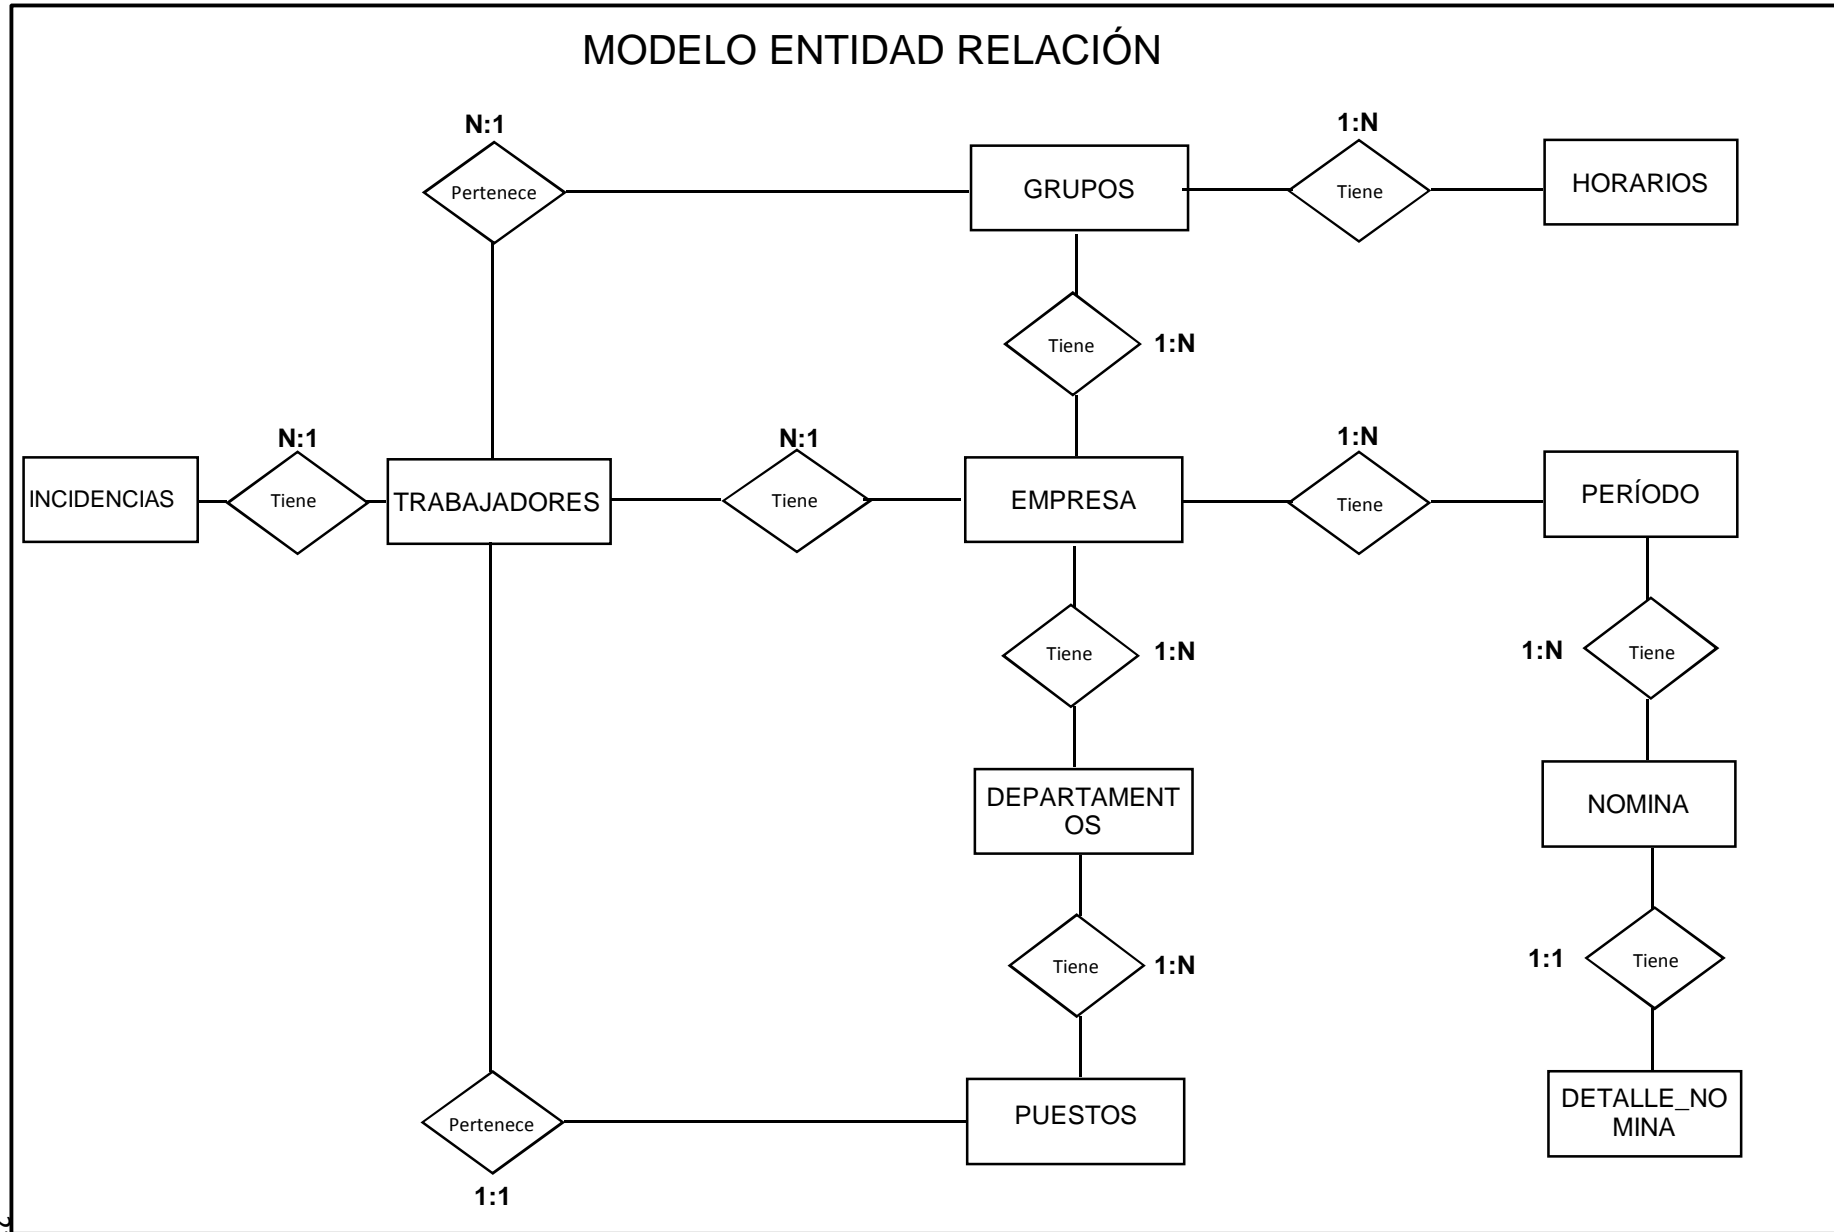 MODELO ENTIDAD RELACIÓN
N:1
1:N
Pertenece
GRUPOS
Tiene
HORARIOS
Tiene
1:N
N:1
N:1
1:N
INCIDENCIAS
Tiene
TRABAJADORES
Tiene
EMPRESA
Tiene
PERÍODO
Tiene
1:N
1:N
Tiene
DEPARTAMENT
OS
NOMINA
Tiene
1:N
1:1
Tiene
Pertenece
PUESTOS
DETALLE_NO
MINA
1:1